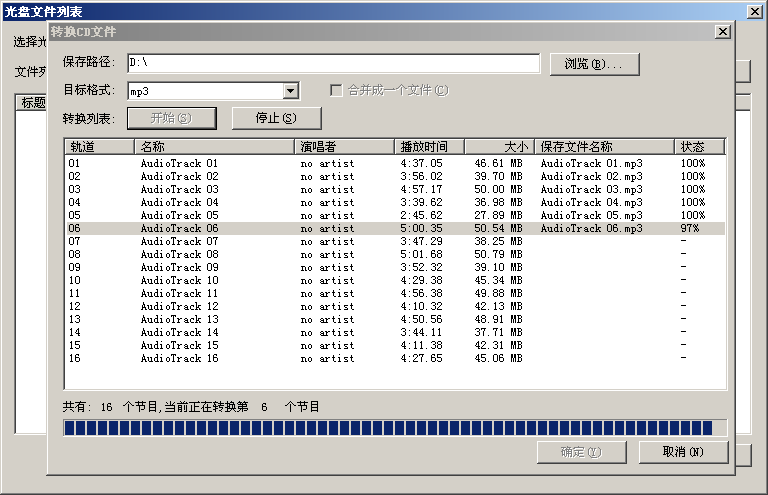 光盘文件列表
转换CD文件
选择光
保存路径: D:\ 浏览(B)...
文件列
目标格式: mp3 合并成一个文件(C)
标题
转换列表: 开始(S) 停止(S)
轨道 名称 演唱者 播放时间 大小 保存文件名称 状态
01 AudioTrack 01 no artist 4:37.05 46.61 MB AudioTrack 01.mp3 100%
02 AudioTrack 02 no artist 3:56.02 39.70 MB AudioTrack 02.mp3 100%
03 AudioTrack 03 no artist 4:57.17 50.00 MB AudioTrack 03.mp3 100%
04 AudioTrack 04 no artist 3:39.62 36.98 MB AudioTrack 04.mp3 100%
05 AudioTrack 05 no artist 2:45.62 27.89 MB AudioTrack 05.mp3 100%
06 AudioTrack 06 no artist 5:00.35 50.54 MB AudioTrack 06.mp3 97%
07 AudioTrack 07 no artist 3:47.29 38.25 MB -
08 AudioTrack 08 no artist 5:01.68 50.79 MB -
09 AudioTrack 09 no artist 3:52.32 39.10 MB -
10 AudioTrack 10 no artist 4:29.38 45.34 MB -
11 AudioTrack 11 no artist 4:56.38 49.88 MB -
12 AudioTrack 12 no artist 4:10.32 42.13 MB -
13 AudioTrack 13 no artist 4:50.56 48.91 MB -
14 AudioTrack 14 no artist 3:44.11 37.71 MB -
15 AudioTrack 15 no artist 4:11.38 42.31 MB -
16 AudioTrack 16 no artist 4:27.65 45.06 MB -
共有: 16 个节目,当前正在转换第 6 个节目
确定(Y) 取消(N)